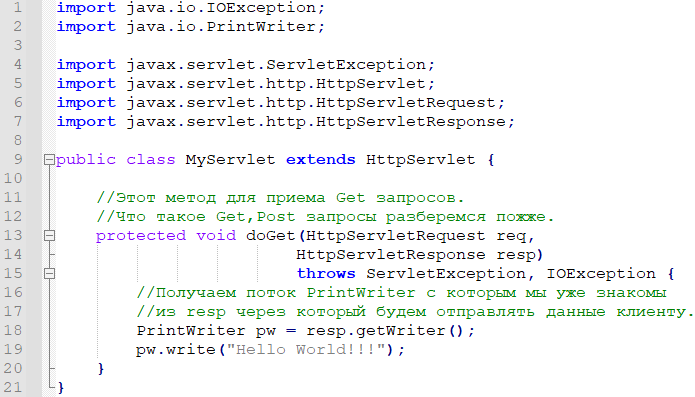 1 import java.io.IOException;
2 import java.io.PrintWriter;
3
4 import javax.servlet.ServletException;
5 import javax.servlet.http.HttpServlet;
6 import javax.servlet.http.HttpServletRequest;
7 import javax.servlet.http.HttpServletResponse;
8
9 public class MyServlet extends HttpServlet {
10
11 //Этот метод для приема Get запросов.
12 //Что такое Get,Post запросы разберемся пожже.
13 protected void doGet(HttpServletRequest req,
14 HttpServletResponse resp)
15 throws ServletException, IOException {
16 //Получаем поток PrintWriter с которым мы уже знакомы
17 //из resp через который будем отправлять данные клиенту.
18 PrintWriter pw = resp.getWriter();
19 pw.write("Hello World!!!");
20 }
21 }